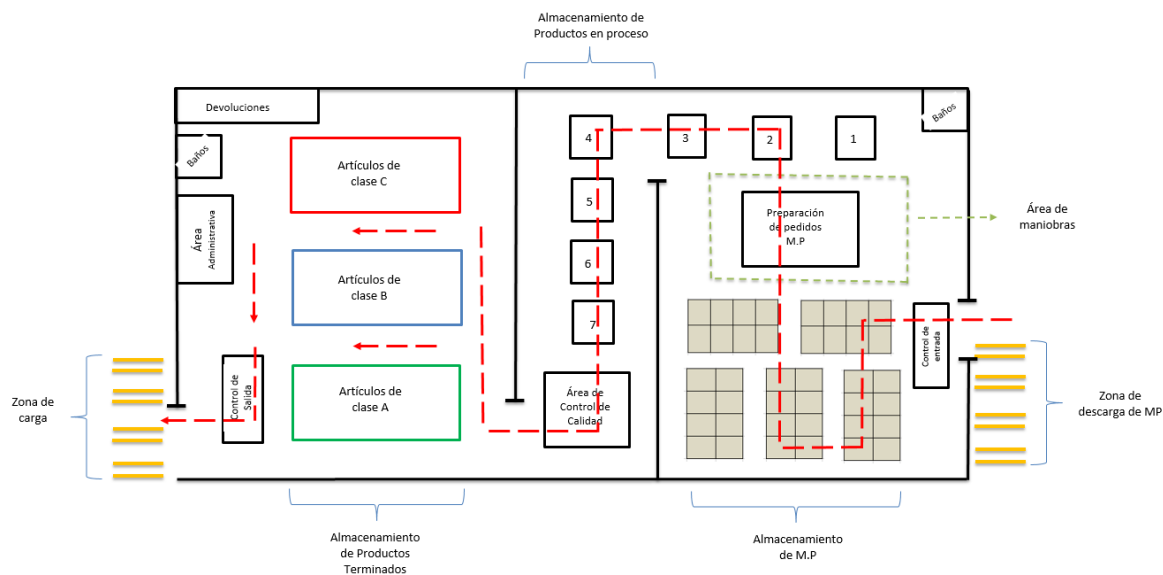 Almacenamiento de
Productos en proceso
Devoluciones
Baños
Baños
4
3
2
1
Artículos de
clase C
5
Preparación
de pedidos
M.P
Área de
maniobras
Área
Administrativa
6
Artículos de
clase B
7
Control de
entrada
Zona de
carga
Control de
Salida
Artículos de
clase A
Área de
Control de
Calidad
Zona de
descarga de MP
Almacenamiento
de Productos
Terminados
Almacenamiento
de M.P